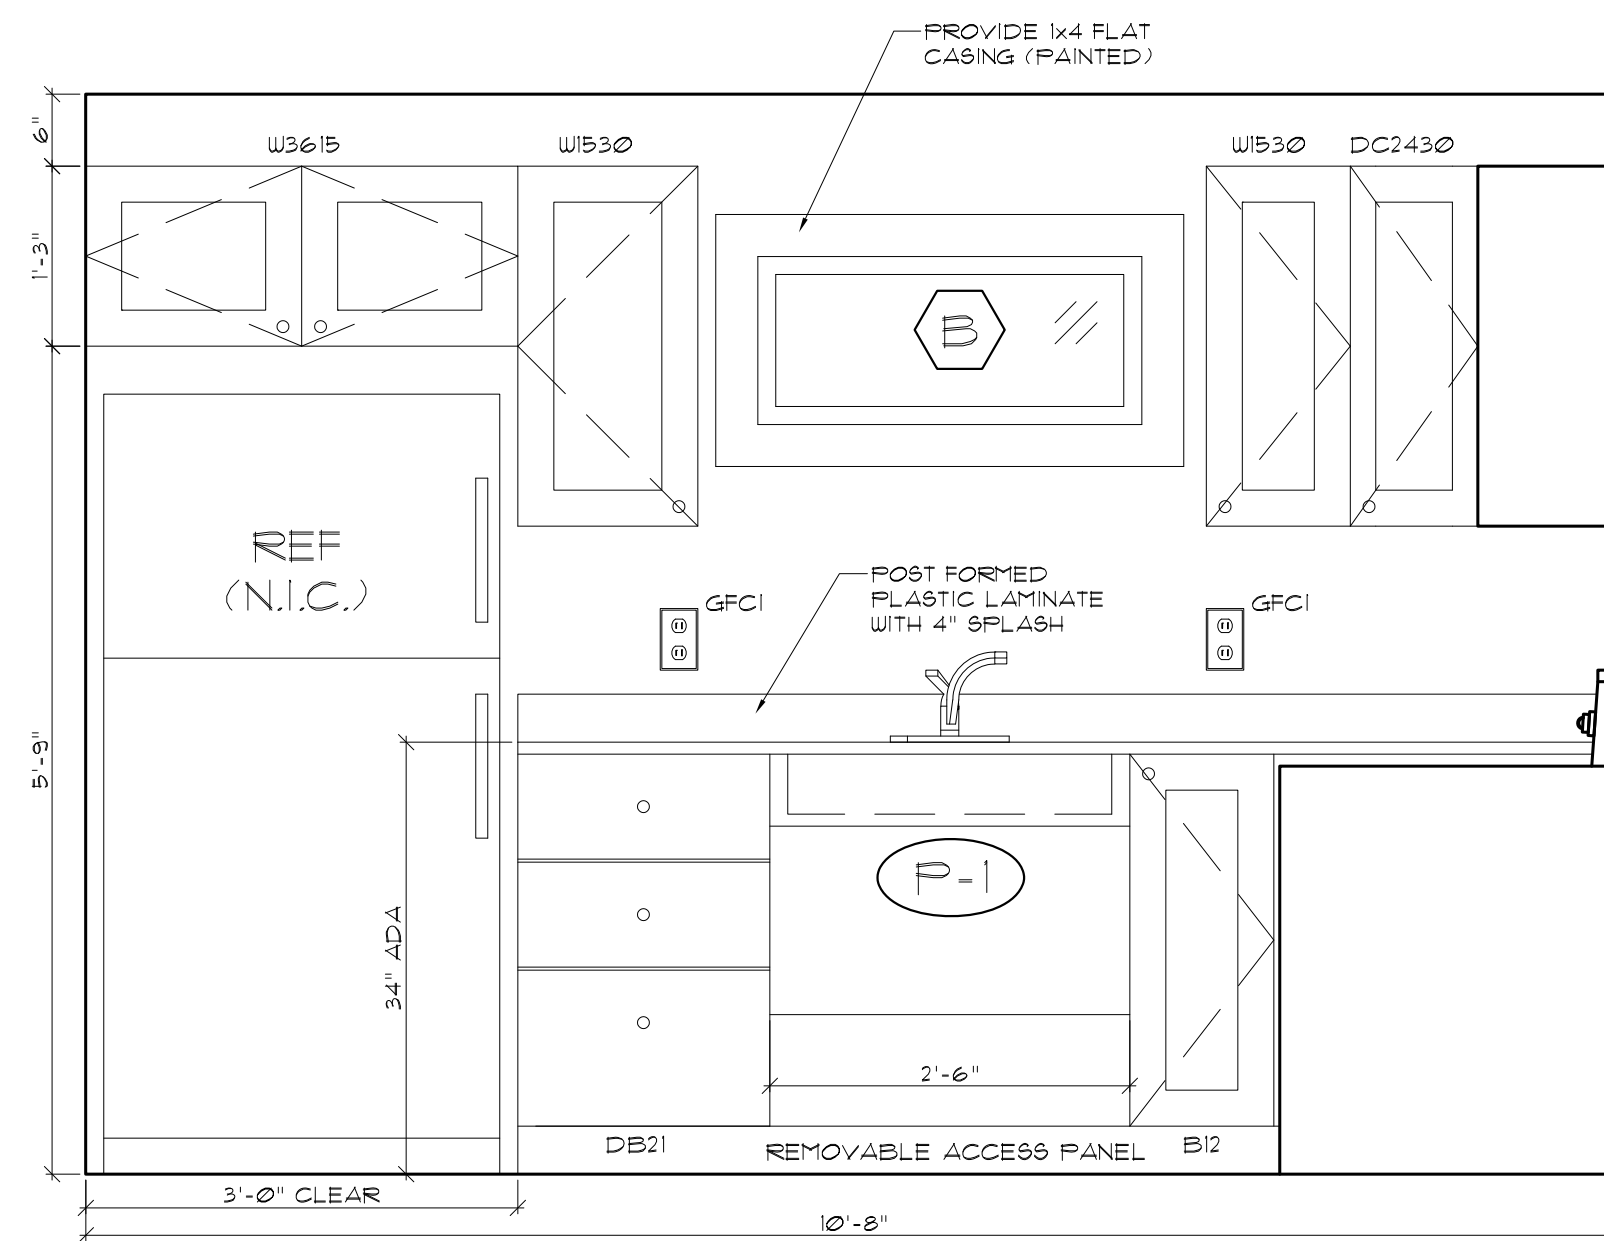 PROVIDE 1x4 FLAT
CASING (PAINTED)
6"
W3615
W1530
W1530
DC2430
1'-3"
B
REF
(N.I.C.)
POST FORMED
PLASTIC LAMINATE
WITH 4" SPLASH
GFCI
GFCI
5'-9"
34" ADA
P-1
2'-6"
DB21
REMOVABLE ACCESS PANEL
B12
3'-0" CLEAR
10'-8"